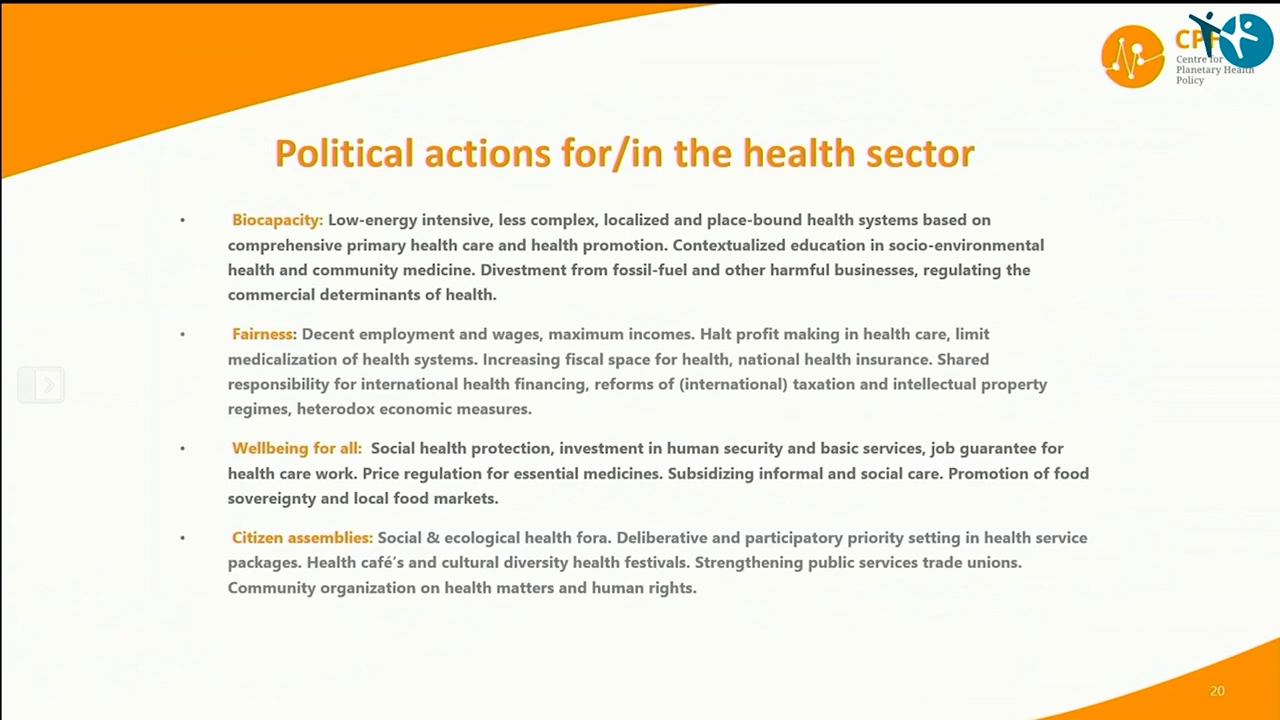 CPH
Centre for
Planetary Health
Policy
Political actions for/in the health sector
• Biocapacity: Low-energy intensive, less complex, localized and place-bound health systems based on
comprehensive primary health care and health promotion. Contextualized education in socio-environmental
health and community medicine. Divestment from fossil-fuel and other harmful businesses, regulating the
commercial determinants of health.
• Fairness: Decent employment and wages, maximum incomes. Halt profit making in health care, limit
medicalization of health systems. Increasing fiscal space for health, national health insurance. Shared
responsibility for international health financing, reforms of (international) taxation and intellectual property
regimes, heterodox economic measures.
• Wellbeing for all: Social health protection, investment in human security and basic services, job guarantee for
health care work. Price regulation for essential medicines. Subsidizing informal and social care. Promotion of food
sovereignty and local food markets.
• Citizen assemblies: Social & ecological health fora. Deliberative and participatory priority setting in health service
packages. Health café's and cultural diversity health festivals. Strengthening public services trade unions.
Community organization on health matters and human rights.
20